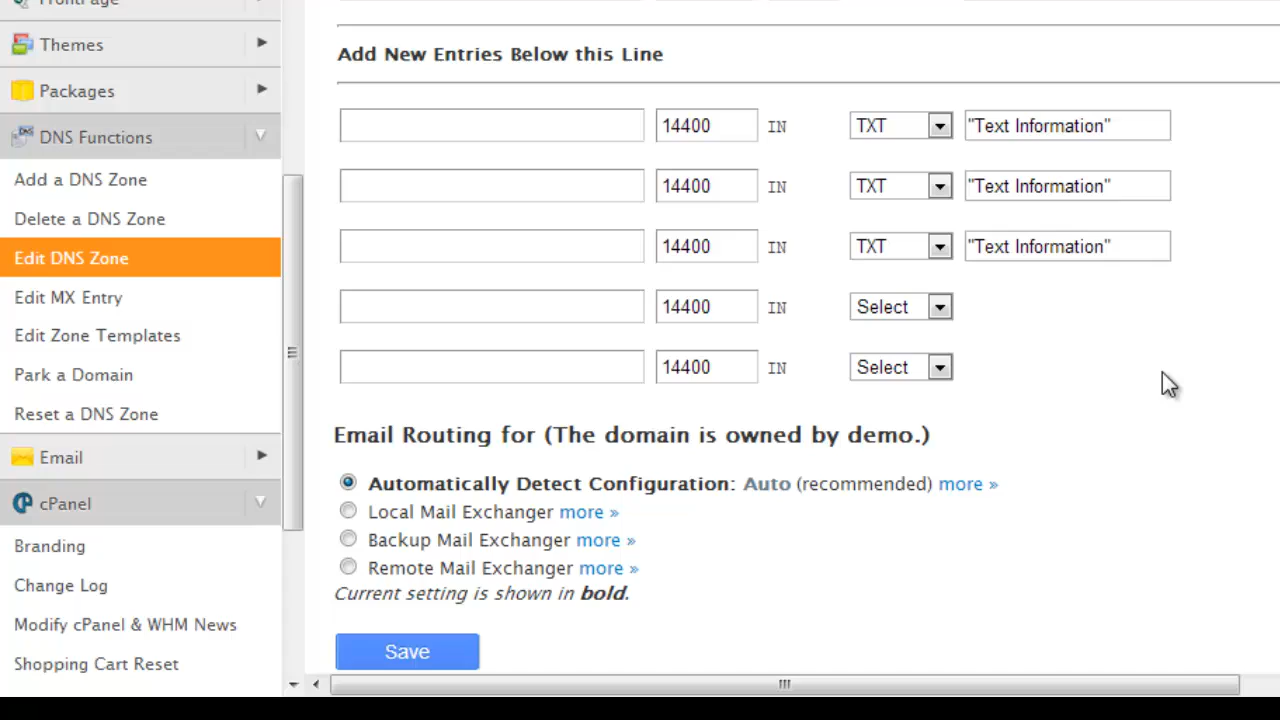 FrontPage
Themes
Packages
DNS Functions
Add a DNS Zone
Delete a DNS Zone
Edit DNS Zone
Edit MX Entry
Edit Zone Templates
Park a Domain
Reset a DNS Zone
Email
cPanel
Branding
Change Log
Modify cPanel & WHM News
Shopping Cart Reset
Add New Entries Below this Line
14400 IN TXT "Text Information"
14400 IN TXT "Text Information"
14400 IN TXT "Text Information"
14400 IN Select
14400 IN Select
Email Routing for (The domain is owned by demo.)
Automatically Detect Configuration: Auto (recommended) more »
Local Mail Exchanger more »
Backup Mail Exchanger more »
Remote Mail Exchanger more »
Current setting is shown in bold.
Save